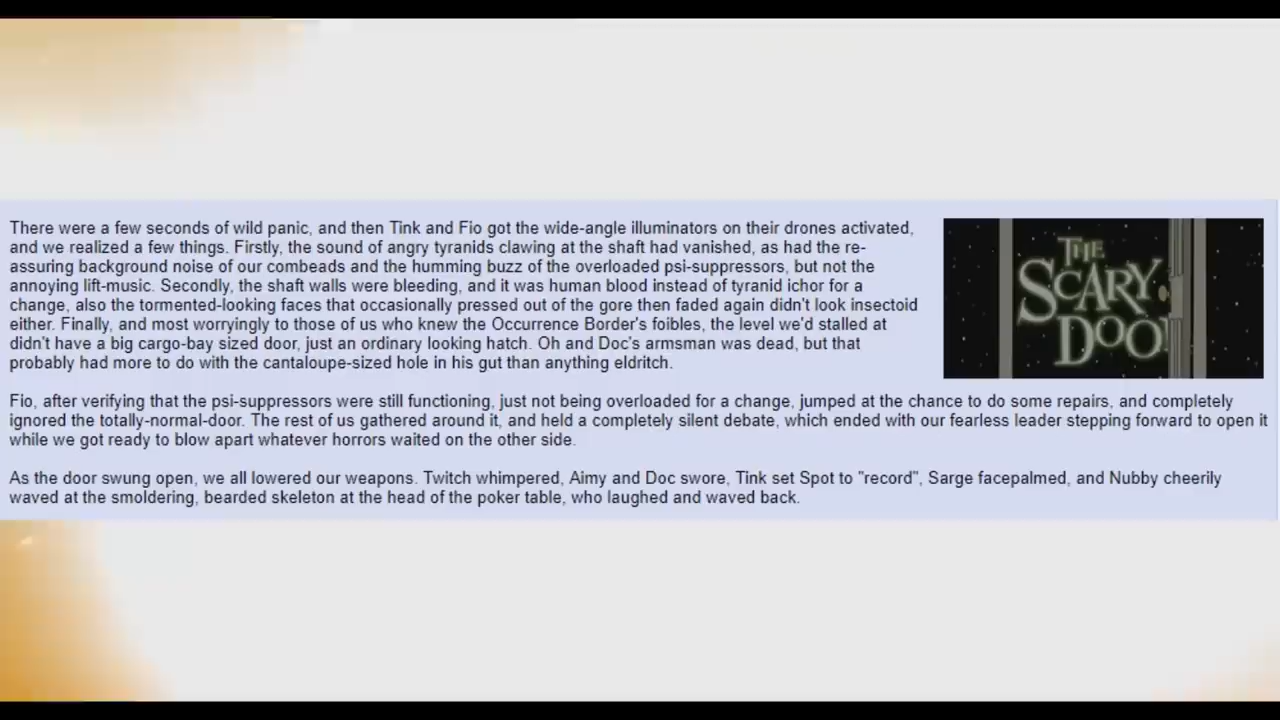 There were a few seconds of wild panic, and then Tink and Fio got the wide-angle illuminators on their drones activated,
and we realized a few things. Firstly, the sound of angry tyranids clawing at the shaft had vanished, as had the re-
assuring background noise of our combeads and the humming buzz of the overloaded psi-suppressors, but not the
annoying lift-music. Secondly, the shaft walls were bleeding, and it was human blood instead of tyranid ichor for a
change, also the tormented-looking faces that occasionally pressed out of the gore then faded again didn't look insectoid
either. Finally, and most worryingly to those of us who knew the Occurrence Border's foibles, the level we'd stalled at
didn't have a big cargo-bay sized door, just an ordinary looking hatch. Oh and Doc's armsman was dead, but that
probably had more to do with the cantaloupe-sized hole in his gut than anything eldritch.
THE
SCARY
DOO
Fio, after verifying that the psi-suppressors were still functioning, just not being overloaded for a change, jumped at the chance to do some repairs, and completely
ignored the totally-normal-door. The rest of us gathered around it, and held a completely silent debate, which ended with our fearless leader stepping forward to open it
while we got ready to blow apart whatever horrors waited on the other side.
As the door swung open, we all lowered our weapons. Twitch whimpered, Aimy and Doc swore, Tink set Spot to "record", Sarge facepalmed, and Nubby cheerily
waved at the smoldering, bearded skeleton at the head of the poker table, who laughed and waved back.